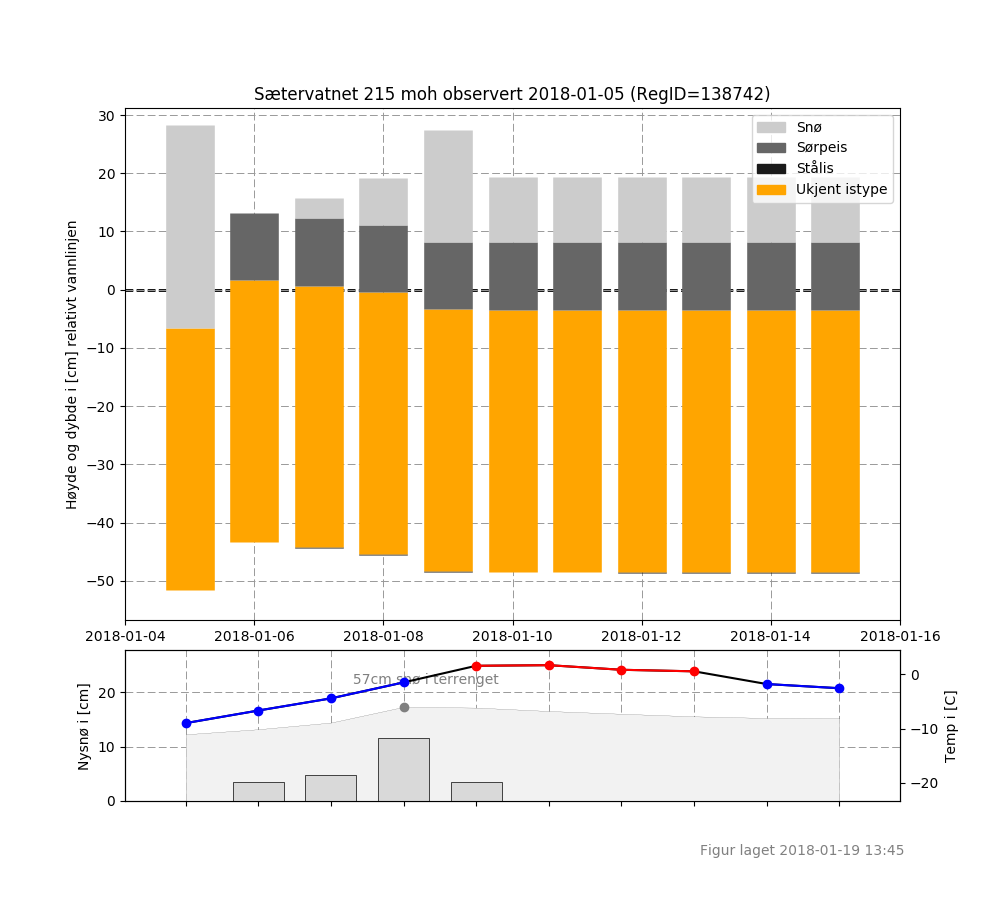 Sætervatnet 215 moh observert 2018-01-05 (RegID=138742)
Høyde og dybde i [cm] relativt vannlinjen
30
20
10
0
−10
−20
−30
−40
−50
Snø
Sørpeis
Stålis
Ukjent istype
2018-01-04 2018-01-06 2018-01-08 2018-01-10 2018-01-12 2018-01-14 2018-01-16
Nysnø i [cm]
20
10
0
57cm snø i terrenget
0
−10
−20
Temp i [C]
Figur laget 2018-01-19 13:45